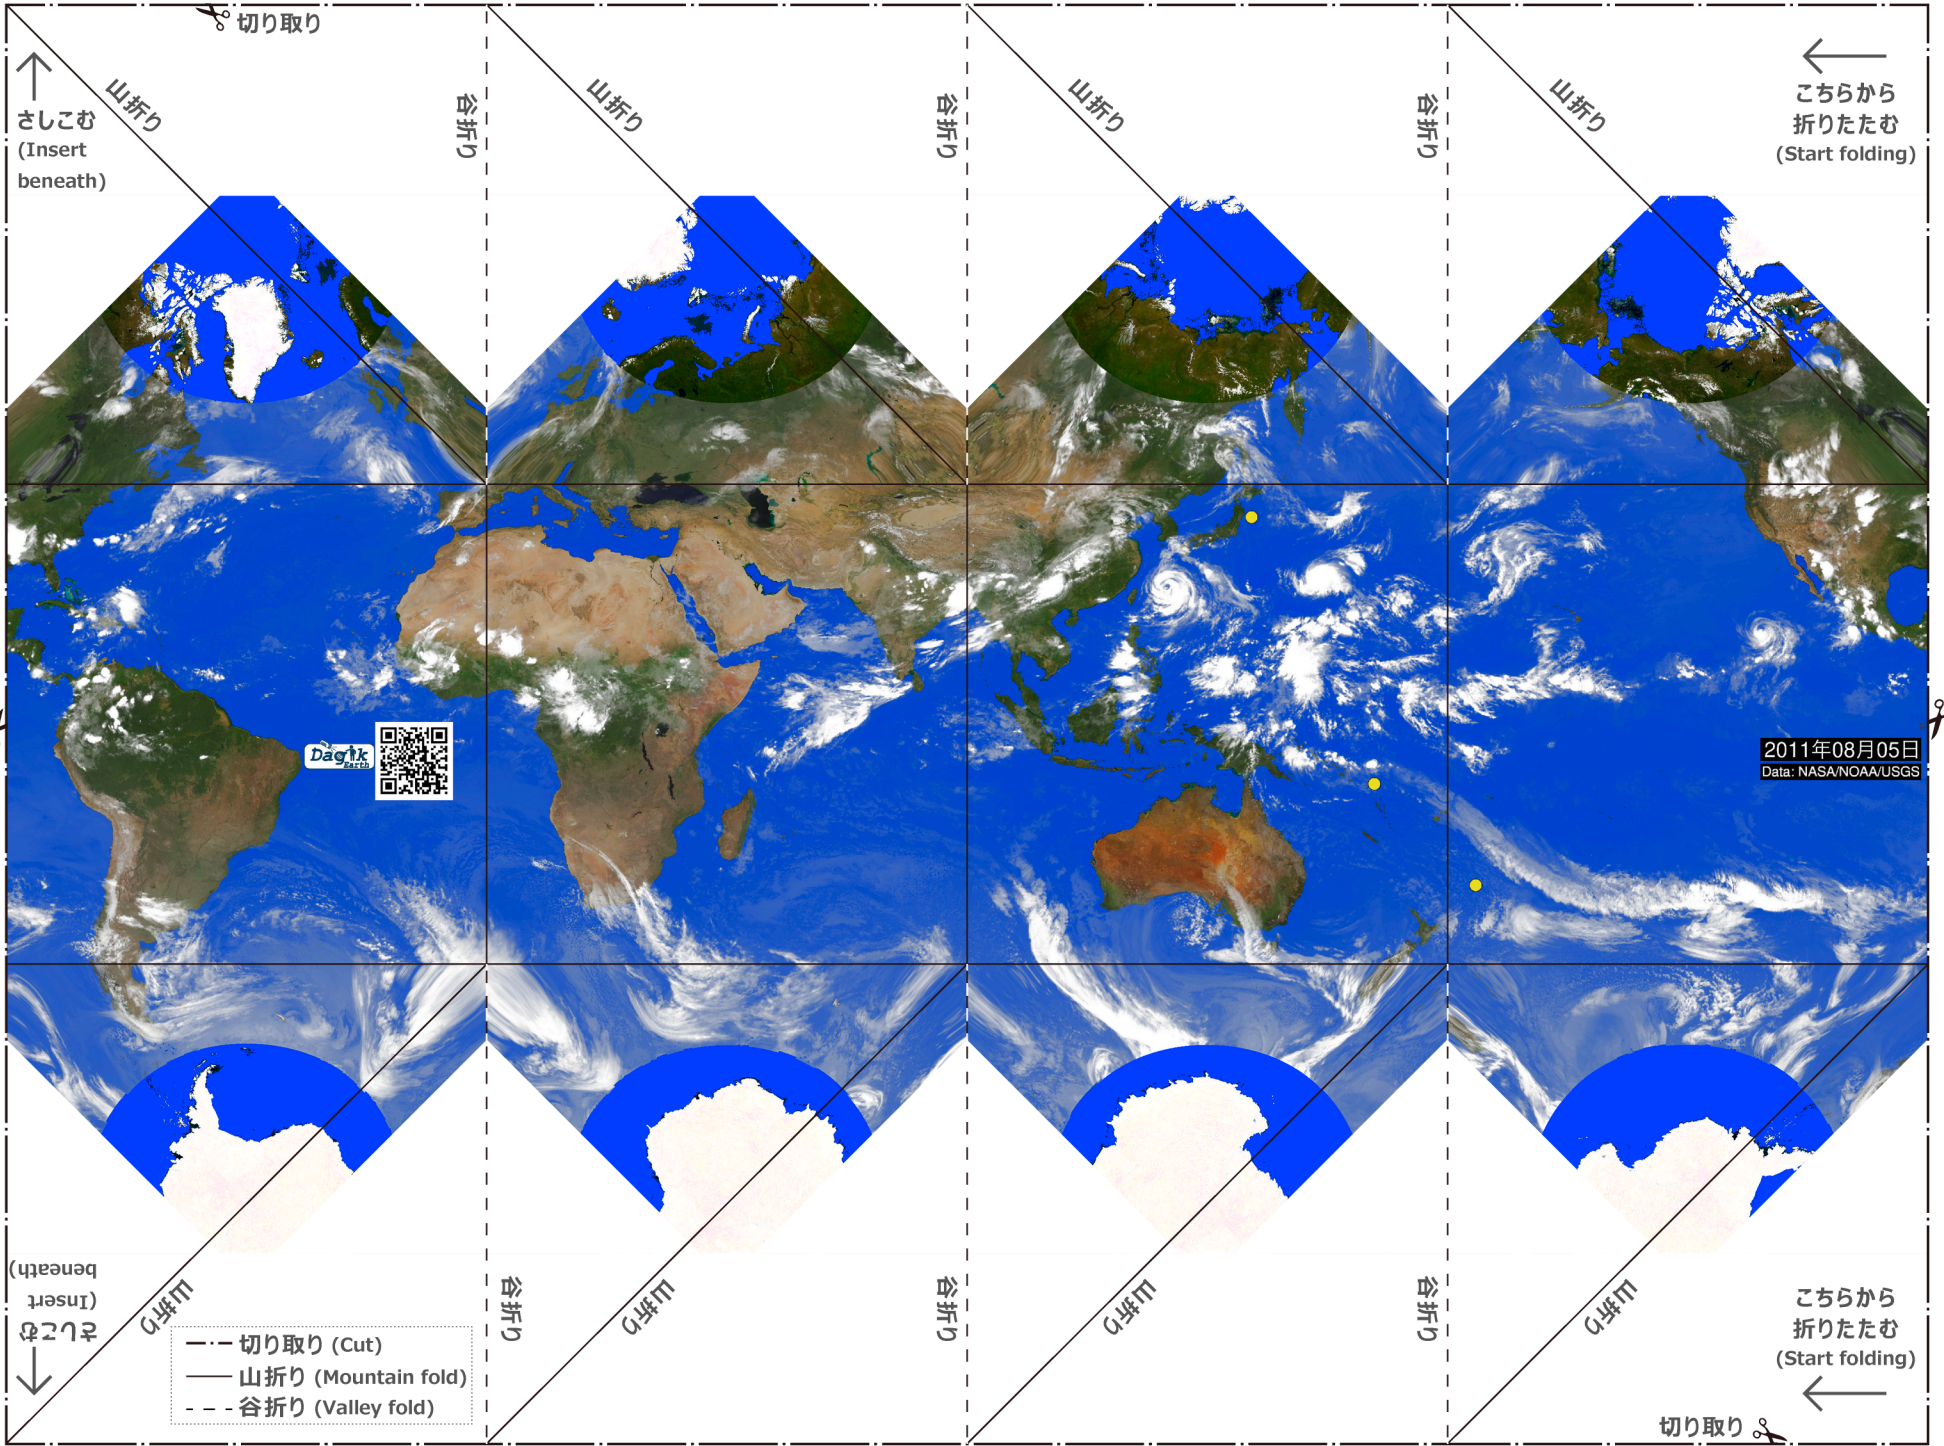 切り取り
山折り
谷折り
山折り
谷折り
山折り
谷折り
山折り
さしこむ
(Insert
beneath)
こちらから
折りたたむ
(Start folding)
Dagik
Earth
2011年08月05日
Data: NASA/NOAA/USGS
さしこむ
(Insert
beneath)
山折り
谷折り
山折り
谷折り
山折り
谷折り
山折り
切り取り (Cut)
山折り (Mountain fold)
谷折り (Valley fold)
こちらから
折りたたむ
(Start folding)
切り取り